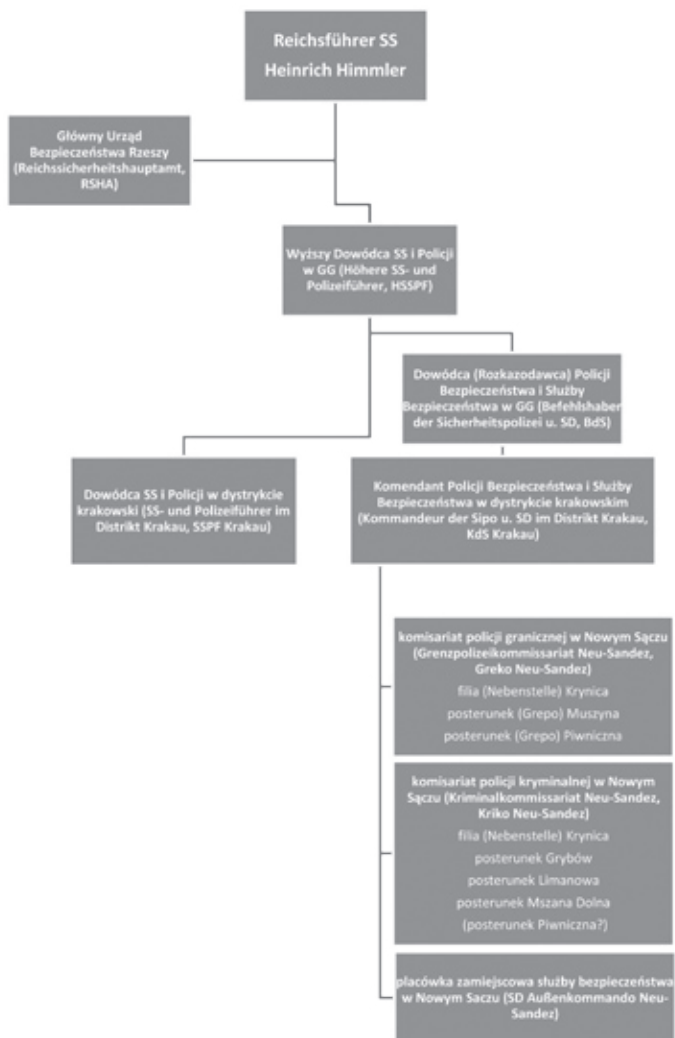 Reichsführer SS
Heinrich Himmler
Główny Urząd
Bezpieczeństwa Rzeszy
(Reichssicherheitshauptamt,
RSHA)
Wyższy Dowódca SS i Policji
w GG (Höhere SS- und
Polizeiführer, HSSPF)
Dowódca (Rozkazodawca) Policji
Bezpieczeństwa i Służby
Bezpieczeństwa w GG (Befehlshaber
der Sicherheitspolizei u. SD, BdS)
Dowódca SS i Policji w dystrykcie
krakowski (SS- und Polizeiführer im
Distrikt Krakau, SSPF Krakau)
Komendant Policji Bezpieczeństwa i Służby
Bezpieczeństwa w dystrykcie krakowskim
(Kommandeur der Sipo u. SD im Distrikt Krakau,
KdS Krakau)
komisariat policji granicznej w Nowym Sączu
(Grenzpolizeikommissariat Neu-Sandez,
Greko Neu-Sandez)
filia (Nebenstelle) Krynica
posterunek (Grepo) Muszyna
posterunek (Grepo) Piwniczna
komisariat policji kryminalnej w Nowym
Sączu (Kriminalkommissariat Neu-Sandez,
Kriko Neu-Sandez)
filia (Nebenstelle) Krynica
posterunek Grybów
posterunek Limanowa
posterunek Mszana Dolna
(posterunek Piwniczna?)
placówka zamiejscowa służby bezpieczeństwa
w Nowym Saczu (SD Außenkommando Neu-
Sandez)